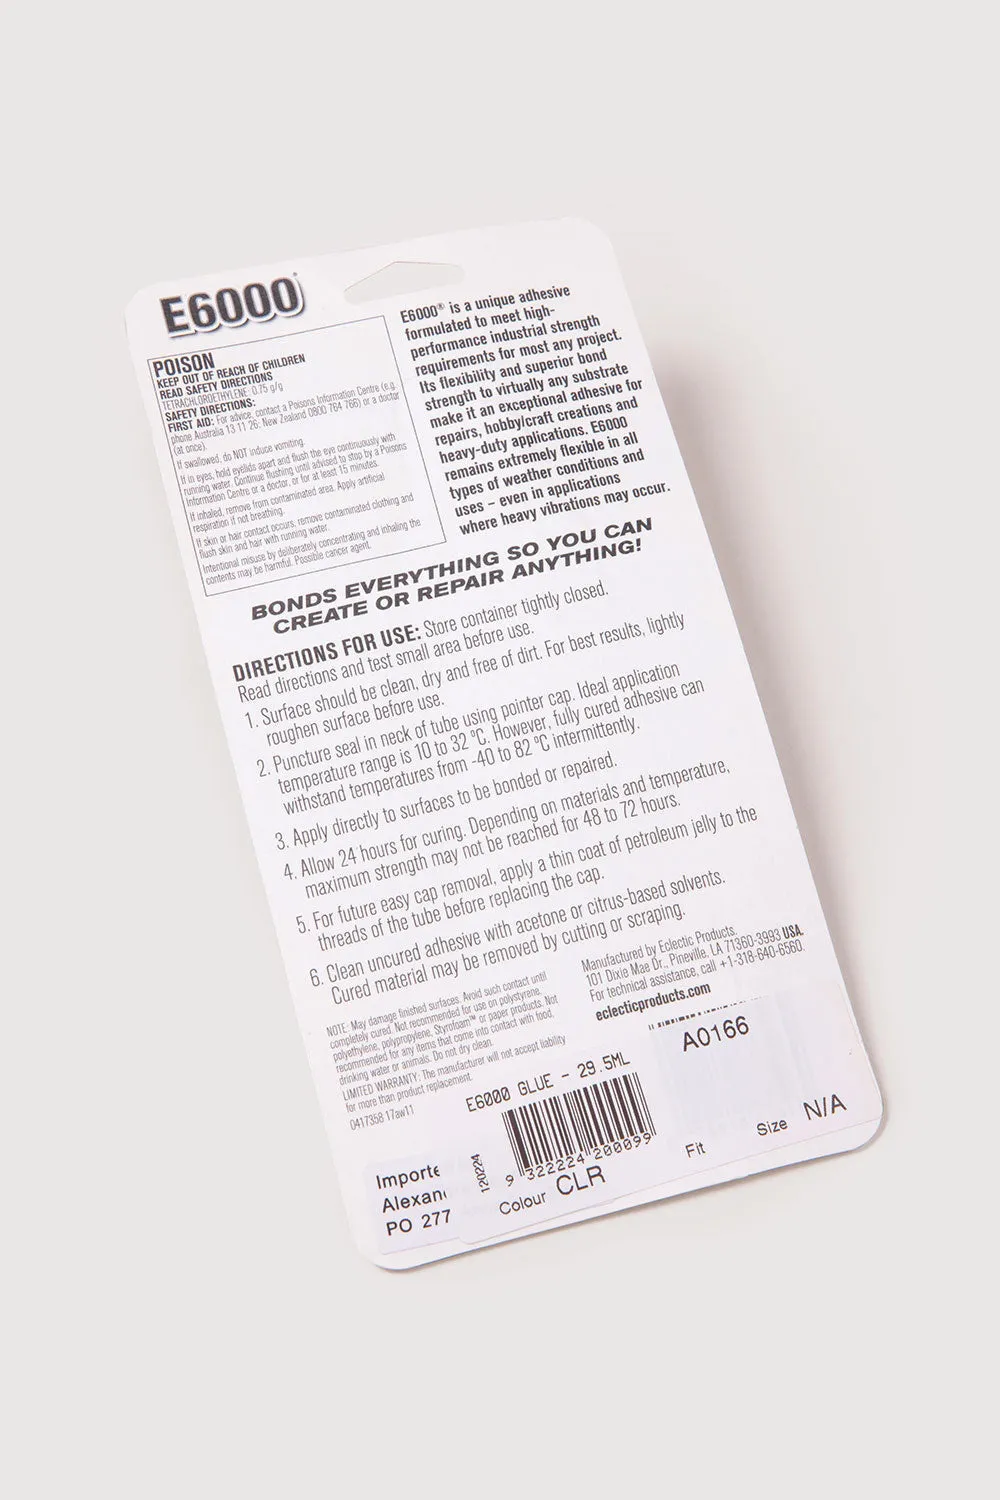 E6000®
POISON
KEEP OUT OF REACH OF CHILDREN
READ SAFETY DIRECTIONS
TETRACHLOROETHYLENE: 0.75 g/g
SAFETY DIRECTIONS:
FIRST AID: For advice, contact a Poisons Information Centre (e.g.
phone Australia 13 11 26: New Zealand 0800 764 766) or a doctor
(at once).
If swallowed, do NOT induce vomiting.
If in eyes, hold eyelids apart and flush the eye continuously with
running water. Continue flushing until advised to stop by a Poisons
Information Centre or a doctor, or for at least 15 minutes.
If inhaled, remove from contaminated area. Apply artificial
respiration if not breathing.
If skin or hair contact occurs, remove contaminated clothing and
flush skin and hair with running water.
Intentional misuse by deliberately concentrating and inhaling the
contents may be harmful. Possible cancer agent.
E6000® is a unique adhesive
formulated to meet high-
performance industrial strength
requirements for most any project.
Its flexibility and superior bond
strength to virtually any substrate
make it an exceptional adhesive for
repairs, hobby/craft creations and
heavy-duty applications. E6000
remains extremely flexible in all
types of weather conditions and
uses – even in applications
where heavy vibrations may occur.
BONDS EVERYTHING SO YOU CAN
CREATE OR REPAIR ANYTHING!
DIRECTIONS FOR USE: Store container tightly closed.
Read directions and test small area before use.
1. Surface should be clean, dry and free of dirt. For best results, lightly
roughen surface before use.
2. Puncture seal in neck of tube using pointer cap. Ideal application
temperature range is 10 to 32 ºC. However, fully cured adhesive can
withstand temperatures from -40 to 82 ºC intermittently.
3. Apply directly to surfaces to be bonded or repaired.
4. Allow 24 hours for curing. Depending on materials and temperature,
maximum strength may not be reached for 48 to 72 hours.
5. For future easy cap removal, apply a thin coat of petroleum jelly to the
threads of the tube before replacing the cap.
6. Clean uncured adhesive with acetone or citrus-based solvents.
Cured material may be removed by cutting or scraping.
NOTE: May damage finished surfaces. Avoid such contact until
completely cured. Not recommended for use on polystyrene,
polyethylene, polypropylene, Styrofoam™ or paper products. Not
recommended for any items that come into contact with food,
drinking water or animals. Do not dry clean.
LIMITED WARRANTY: The manufacturer will not accept liability
for more than product replacement.
0417358 17aw11
Manufactured by Eclectic Products.
101 Dixie Mae Dr., Pineville, LA 71360-3993 USA.
For technical assistance, call +1-318-640-6560.
eclecticproducts.com
A0166
E6000 GLUE - 29.5ML
120224
9 322224 200099
Colour CLR
Fit
Size N/A
Importe
Alexan
PO 277